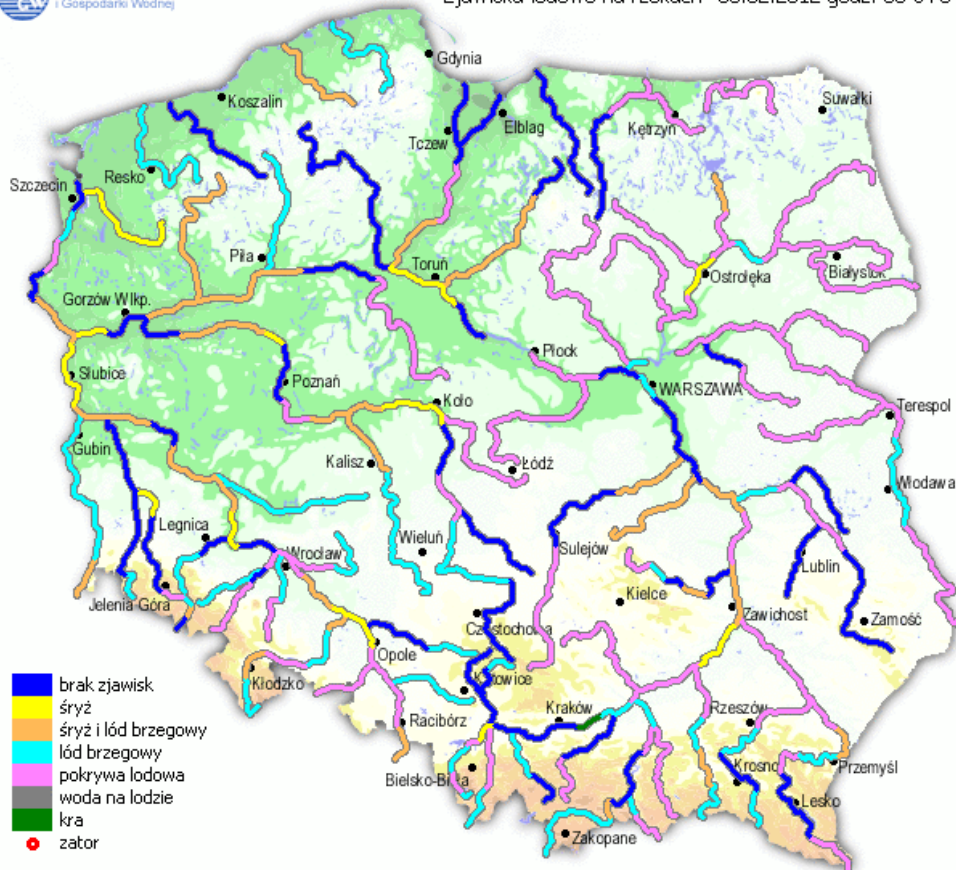 i Gospodarki Wodnej
Gdynia
Koszalin
Suwałki
Elbląg
Kętrzyn
Tczew
Resko
Szczecin
Piła
Toruń
Białystok
Ostrołęka
Gorzów Wlkp.
Płock
Słubice
Poznań
WARSZAWA
Koło
Terespol
Gubin
Kalisz
Łódź
Włodawa
Legnica
Wrocław
Wieluń
Sulejów
Lublin
Jelenia Góra
Kielce
Zawichost
Częstochowa
Zamość
Opole
Kłodzko
Katowice
Racibórz
Kraków
Rzeszów
Bielsko-Biała
Krosno
Przemyśl
Lesko
Zakopane
brak zjawisk
śryż
śryż i lód brzegowy
lód brzegowy
pokrywa lodowa
woda na lodzie
kra
zator